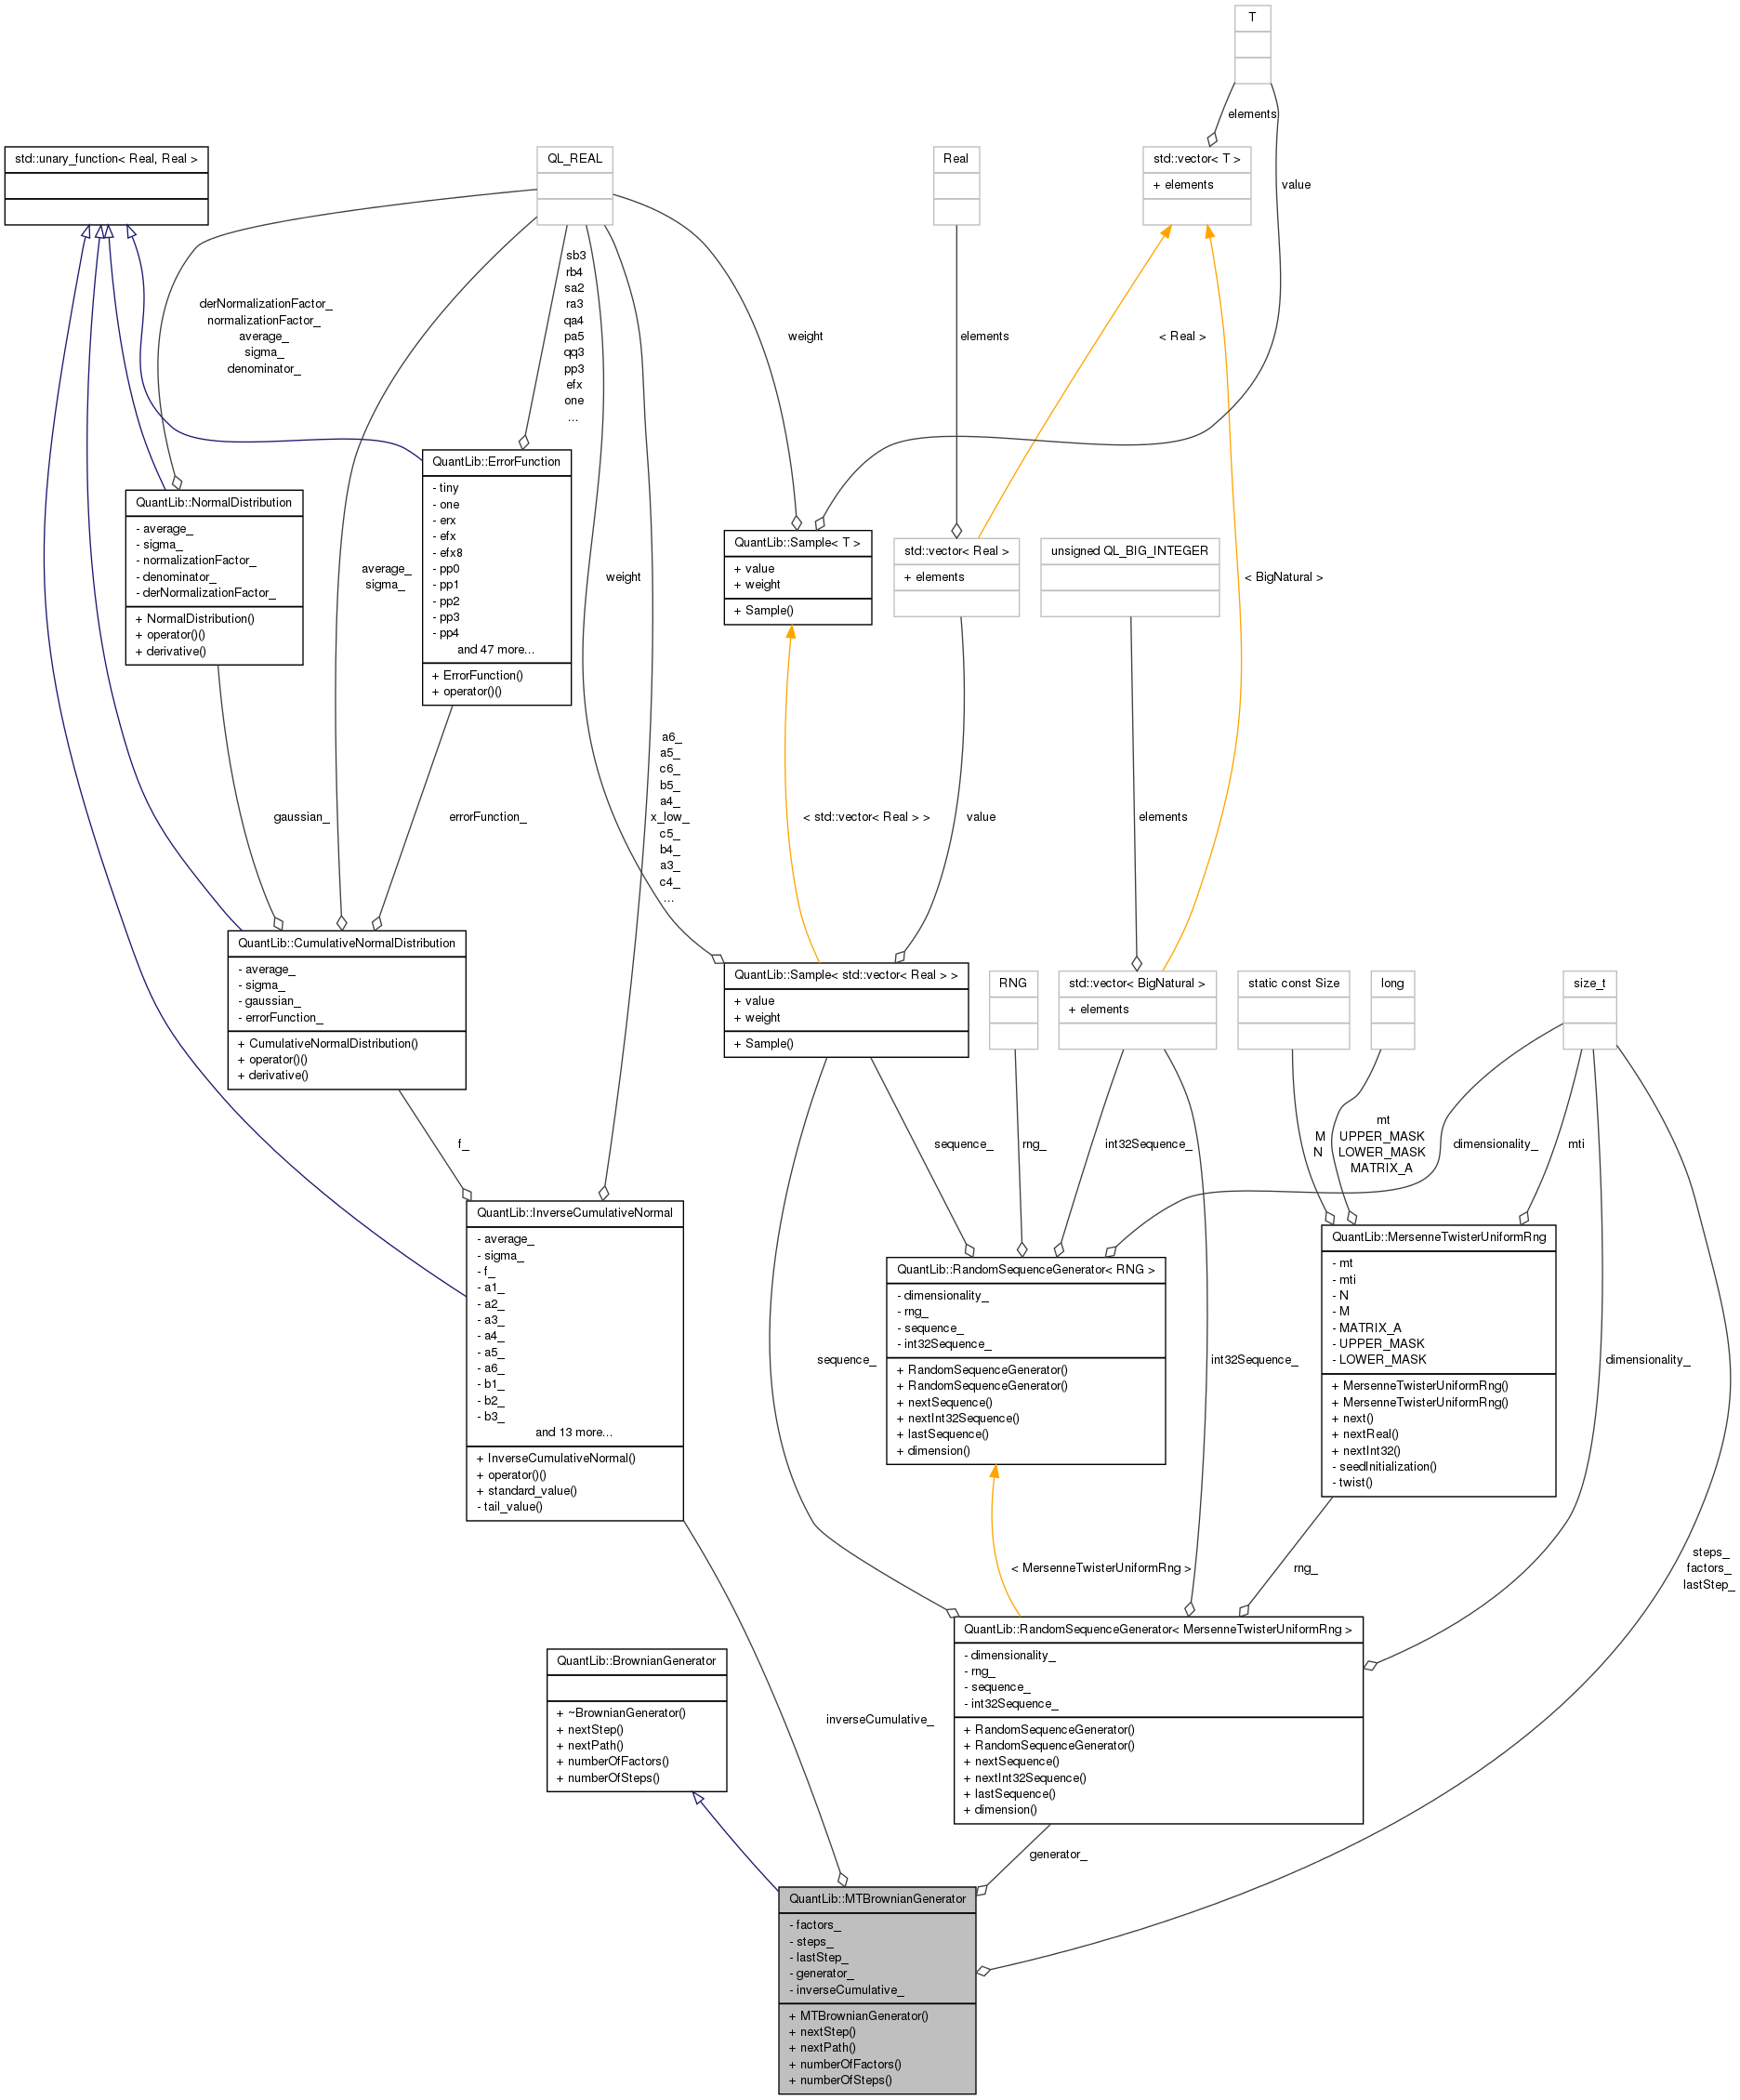 T
elements
value
std::unary_function< Real, Real >
QL_REAL
Real
std::vector< T >
+ elements
derNormalizationFactor_
normalizationFactor_
average_
sigma_
denominator_
sb3
rb4
sa2
ra3
qa4
pa5
qq3
pp3
efx
one
...
weight
elements
< Real >
QuantLib::ErrorFunction
- tiny
- one
- erx
- efx
- efx8
- pp0
- pp1
- pp2
- pp3
- pp4
and 47 more...
+ ErrorFunction()
+ operator()()
QuantLib::NormalDistribution
- average_
- sigma_
- normalizationFactor_
- denominator_
- derNormalizationFactor_
+ NormalDistribution()
+ operator()()
+ derivative()
average_
sigma_
weight
QuantLib::Sample< T >
+ value
+ weight
+ Sample()
std::vector< Real >
+ elements
unsigned QL_BIG_INTEGER
< BigNatural >
gaussian_
errorFunction_
a6_
a5_
c6_
b5_
a4_
x_low_
c5_
b4_
a3_
c4_
...
< std::vector< Real > >
value
elements
QuantLib::CumulativeNormalDistribution
- average_
- sigma_
- gaussian_
- errorFunction_
+ CumulativeNormalDistribution()
+ operator()()
+ derivative()
QuantLib::Sample< std::vector< Real > >
+ value
+ weight
+ Sample()
RNG
std::vector< BigNatural >
+ elements
static const Size
long
size_t
f_
sequence_
rng_
int32Sequence_
M
N
mt
UPPER_MASK
LOWER_MASK
MATRIX_A
dimensionality_
mti
QuantLib::InverseCumulativeNormal
- average_
- sigma_
- f_
- a1_
- a2_
- a3_
- a4_
- a5_
- a6_
- b1_
- b2_
- b3_
and 13 more...
+ InverseCumulativeNormal()
+ operator()()
+ standard_value()
- tail_value()
sequence_
QuantLib::RandomSequenceGenerator< RNG >
- dimensionality_
- rng_
- sequence_
- int32Sequence_
+ RandomSequenceGenerator()
+ RandomSequenceGenerator()
+ nextSequence()
+ nextInt32Sequence()
+ lastSequence()
+ dimension()
int32Sequence_
QuantLib::MersenneTwisterUniformRng
- mt
- mti
- N
- M
- MATRIX_A
- UPPER_MASK
- LOWER_MASK
+ MersenneTwisterUniformRng()
+ MersenneTwisterUniformRng()
+ next()
+ nextReal()
+ nextInt32()
- seedInitialization()
- twist()
dimensionality_
< MersenneTwisterUniformRng >
rng_
steps_
factors_
lastStep_
QuantLib::BrownianGenerator
+ ~BrownianGenerator()
+ nextStep()
+ nextPath()
+ numberOfFactors()
+ numberOfSteps()
inverseCumulative_
QuantLib::RandomSequenceGenerator< MersenneTwisterUniformRng >
- dimensionality_
- rng_
- sequence_
- int32Sequence_
+ RandomSequenceGenerator()
+ RandomSequenceGenerator()
+ nextSequence()
+ nextInt32Sequence()
+ lastSequence()
+ dimension()
generator_
QuantLib::MTBrownianGenerator
- factors_
- steps_
- lastStep_
- generator_
- inverseCumulative_
+ MTBrownianGenerator()
+ nextStep()
+ nextPath()
+ numberOfFactors()
+ numberOfSteps()